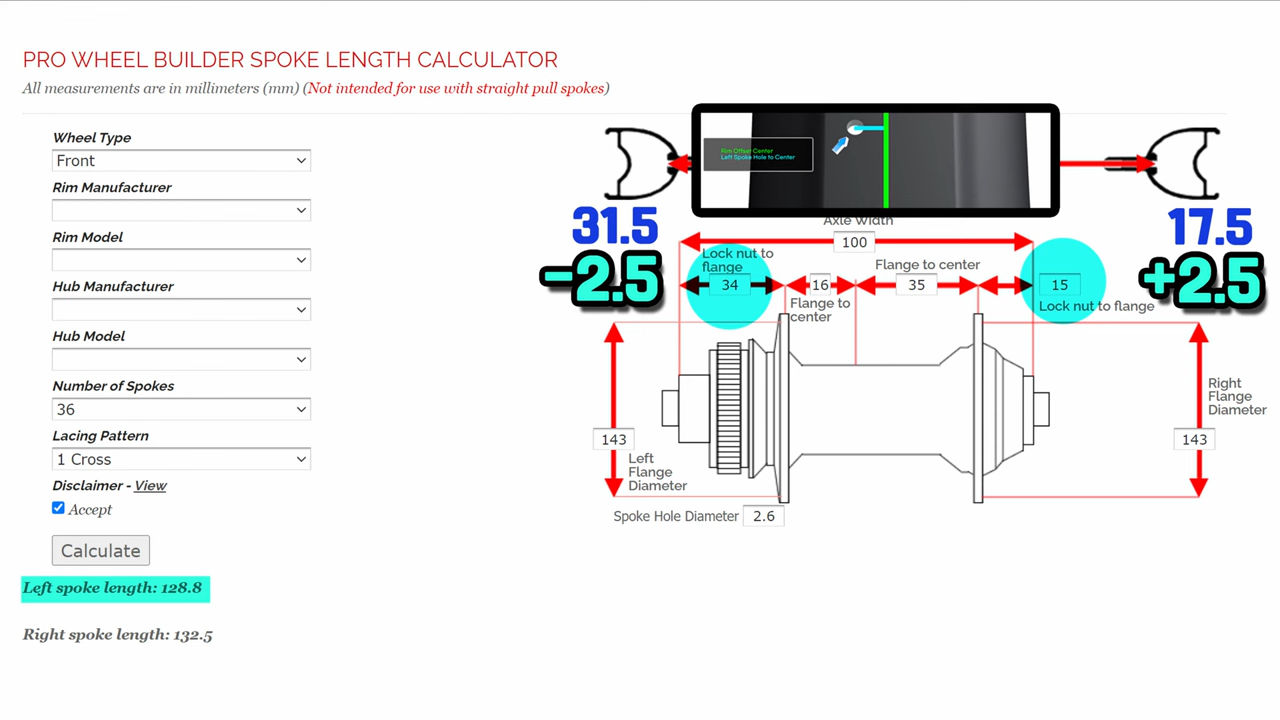 PRO WHEEL BUILDER SPOKE LENGTH CALCULATOR
All measurements are in millimeters (mm) (Not intended for use with straight pull spokes)
Wheel Type
Front
Rim Manufacturer
Rim Model
Hub Manufacturer
Hub Model
Number of Spokes
36
Lacing Pattern
1 Cross
Disclaimer - View
Accept
Calculate
Left spoke length: 128.8
Right spoke length: 132.5
Rim Offset Center
Left Spoke Hole to Center
31.5
-2.5
17.5
+2.5
Axle Width
100
Lock nut to
flange
34
16
Flange to
center
Flange to center
35
15
Lock nut to flange
143
Left
Flange
Diameter
Right
Flange
Diameter
143
Spoke Hole Diameter 2.6